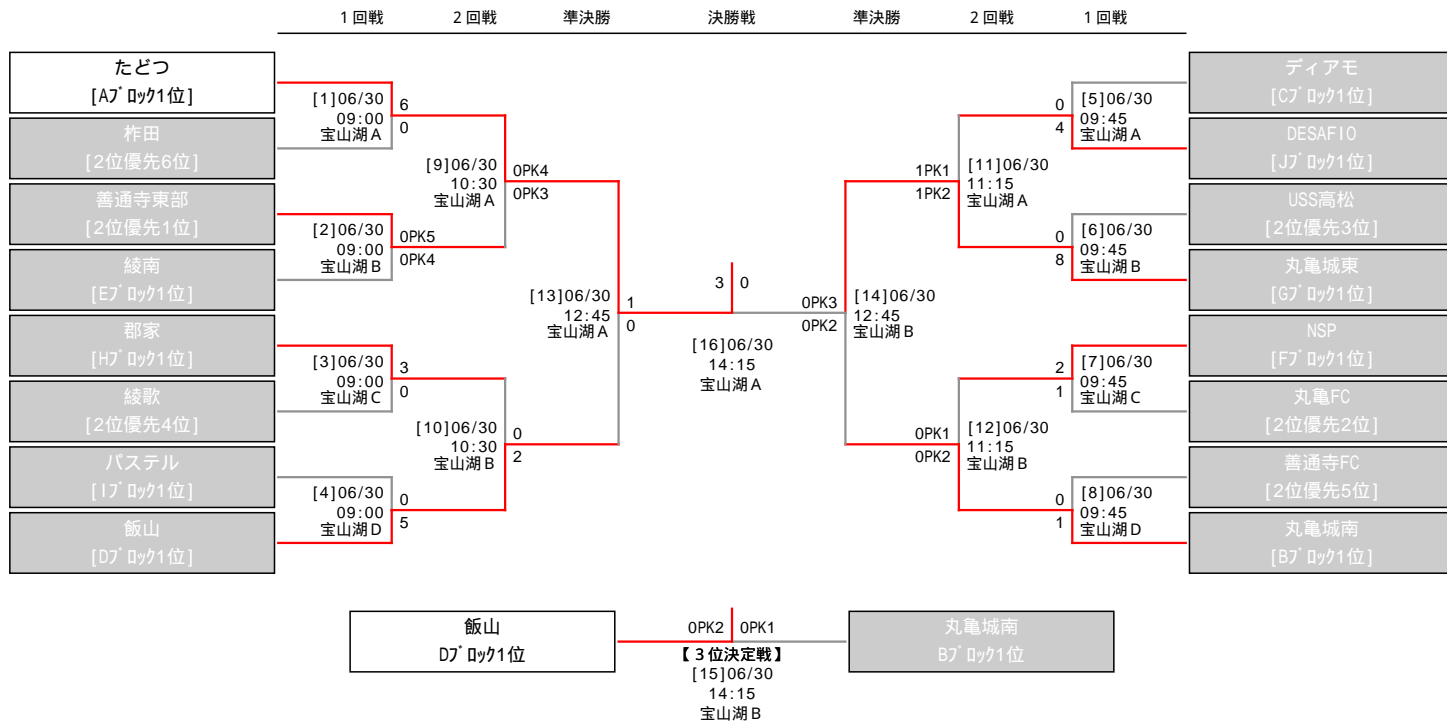 1回戦 2回戦 準決勝 決勝戦 準決勝 2回戦 1回戦
たどつ
[Aブロック1位]
柞田
[2位優先6位]
善通寺東部
[2位優先1位]
綾南
[Eブロック1位]
郡家
[Hブロック1位]
綾歌
[2位優先4位]
パステル
[Iブロック1位]
飯山
[Dブロック1位]
[1]06/30
09:00
宝山湖A
6
0
[2]06/30
09:00
宝山湖B
0PK5
0PK4
[3]06/30
09:00
宝山湖C
3
0
[4]06/30
09:00
宝山湖D
0
5
[9]06/30
10:30
宝山湖A
0PK4
0PK3
[10]06/30
10:30
宝山湖B
0
2
[13]06/30
12:45
宝山湖A
1
0
3 0
[16]06/30
14:15
宝山湖A
0PK3
0PK2
[14]06/30
12:45
宝山湖B
1PK1
1PK2
[11]06/30
11:15
宝山湖A
0PK1
0PK2
[12]06/30
11:15
宝山湖B
0
4
[5]06/30
09:45
宝山湖A
0
8
[6]06/30
09:45
宝山湖B
2
1
[7]06/30
09:45
宝山湖C
0
1
[8]06/30
09:45
宝山湖D
ディアモ
[Cブロック1位]
DESAFIO
[Jブロック1位]
USS高松
[2位優先3位]
丸亀城東
[Gブロック1位]
NSP
[Fブロック1位]
丸亀FC
[2位優先2位]
善通寺FC
[2位優先5位]
丸亀城南
[Bブロック1位]
飯山
Dブロック1位
0PK2 0PK1
【3位決定戦】
[15]06/30
14:15
宝山湖B
丸亀城南
Bブロック1位